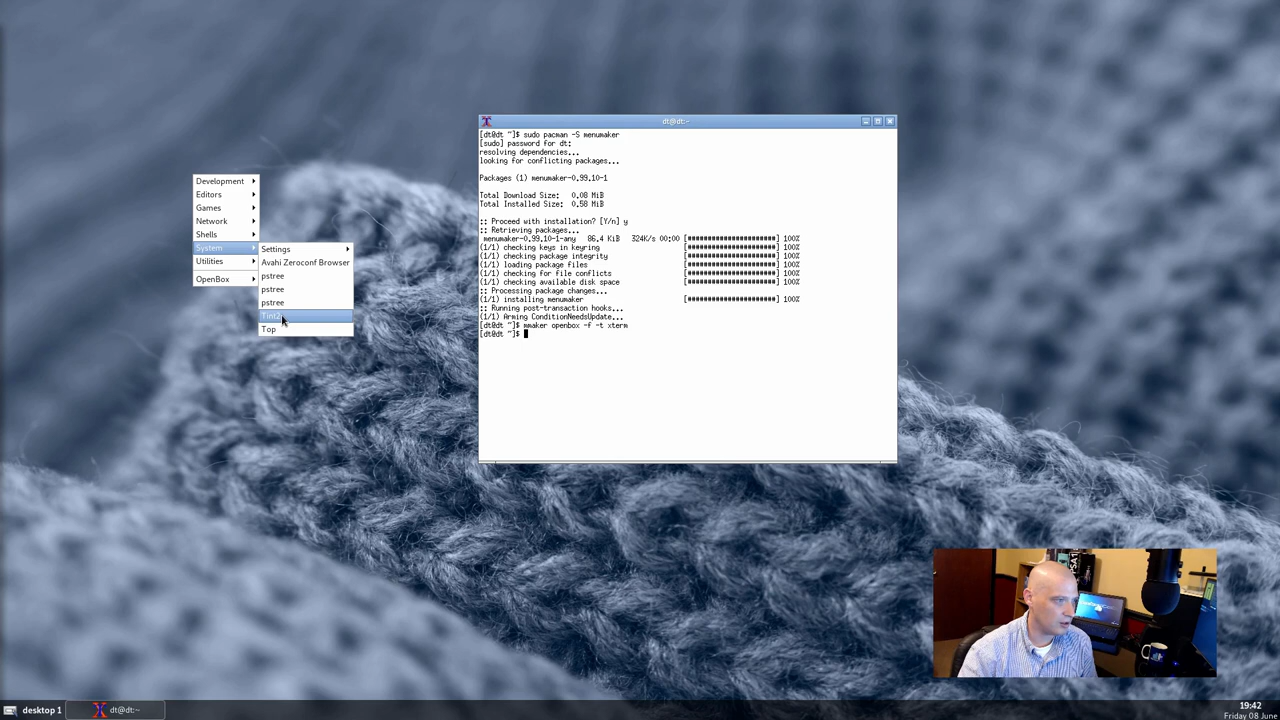 dt@dt:~
[dt@dt ~]$ sudo pacman -S menumaker
[sudo] password for dt:
resolving dependencies...
looking for conflicting packages...
Packages (1) menumaker-0.99.10-1
Total Download Size:   0.08 MiB
Total Installed Size:  0.58 MiB
:: Proceed with installation? [Y/n] y
:: Retrieving packages...
menumaker-0.99.10-1-any   86.4 KiB   324K/s 00:00 [######################] 100%
(1/1) checking keys in keyring [######################] 100%
(1/1) checking package integrity [######################] 100%
(1/1) loading package files [######################] 100%
(1/1) checking for file conflicts [######################] 100%
(1/1) checking available disk space [######################] 100%
:: Processing package changes...
(1/1) installing menumaker [######################] 100%
:: Running post-transaction hooks...
(1/1) Arming ConditionNeedsUpdate...
[dt@dt ~]$ mmaker openbox -f -t xterm
[dt@dt ~]$
Development
Editors
Games
Network
Shells
System
Utilities
OpenBox
Settings
Avahi Zeroconf Browser
pstree
pstree
pstree
Tint2
Top
desktop 1
dt@dt:~
19:42
Friday 08 June